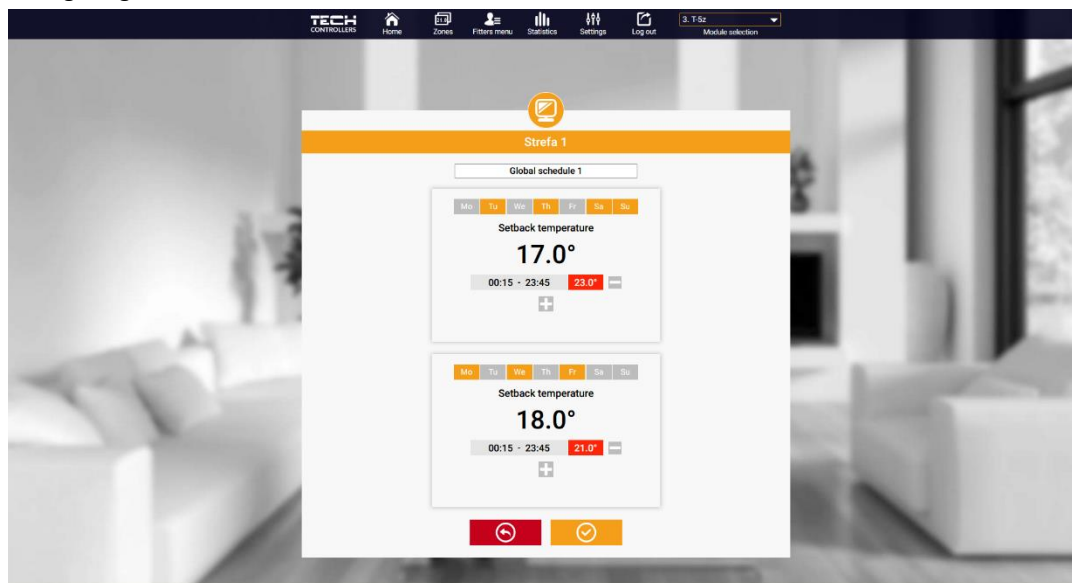 TECH
CONTROLLERS
Home
Zones
Fitters menu
Statistics
Settings
Log out
3. T-5z
Module selection
Strefa 1
Global schedule 1
Mo Tu We Th Fr Sa Su
Setback temperature
17.0°
00:15 - 23:45 23.0°
Mo Tu We Th Fr Sa Su
Setback temperature
18.0°
00:15 - 23:45 21.0°